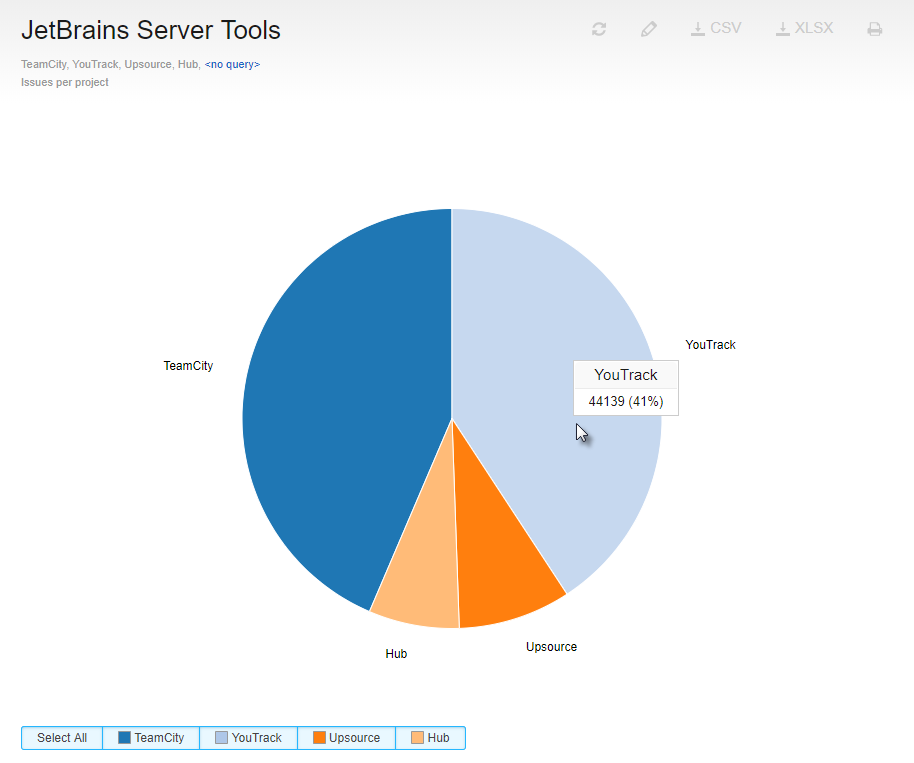 JetBrains Server Tools
CSV
XLSX
TeamCity, YouTrack, Upsource, Hub, <no query>
Issues per project
YouTrack
TeamCity
YouTrack
44139 (41%)
Upsource
Hub
Select All
TeamCity
YouTrack
Upsource
Hub